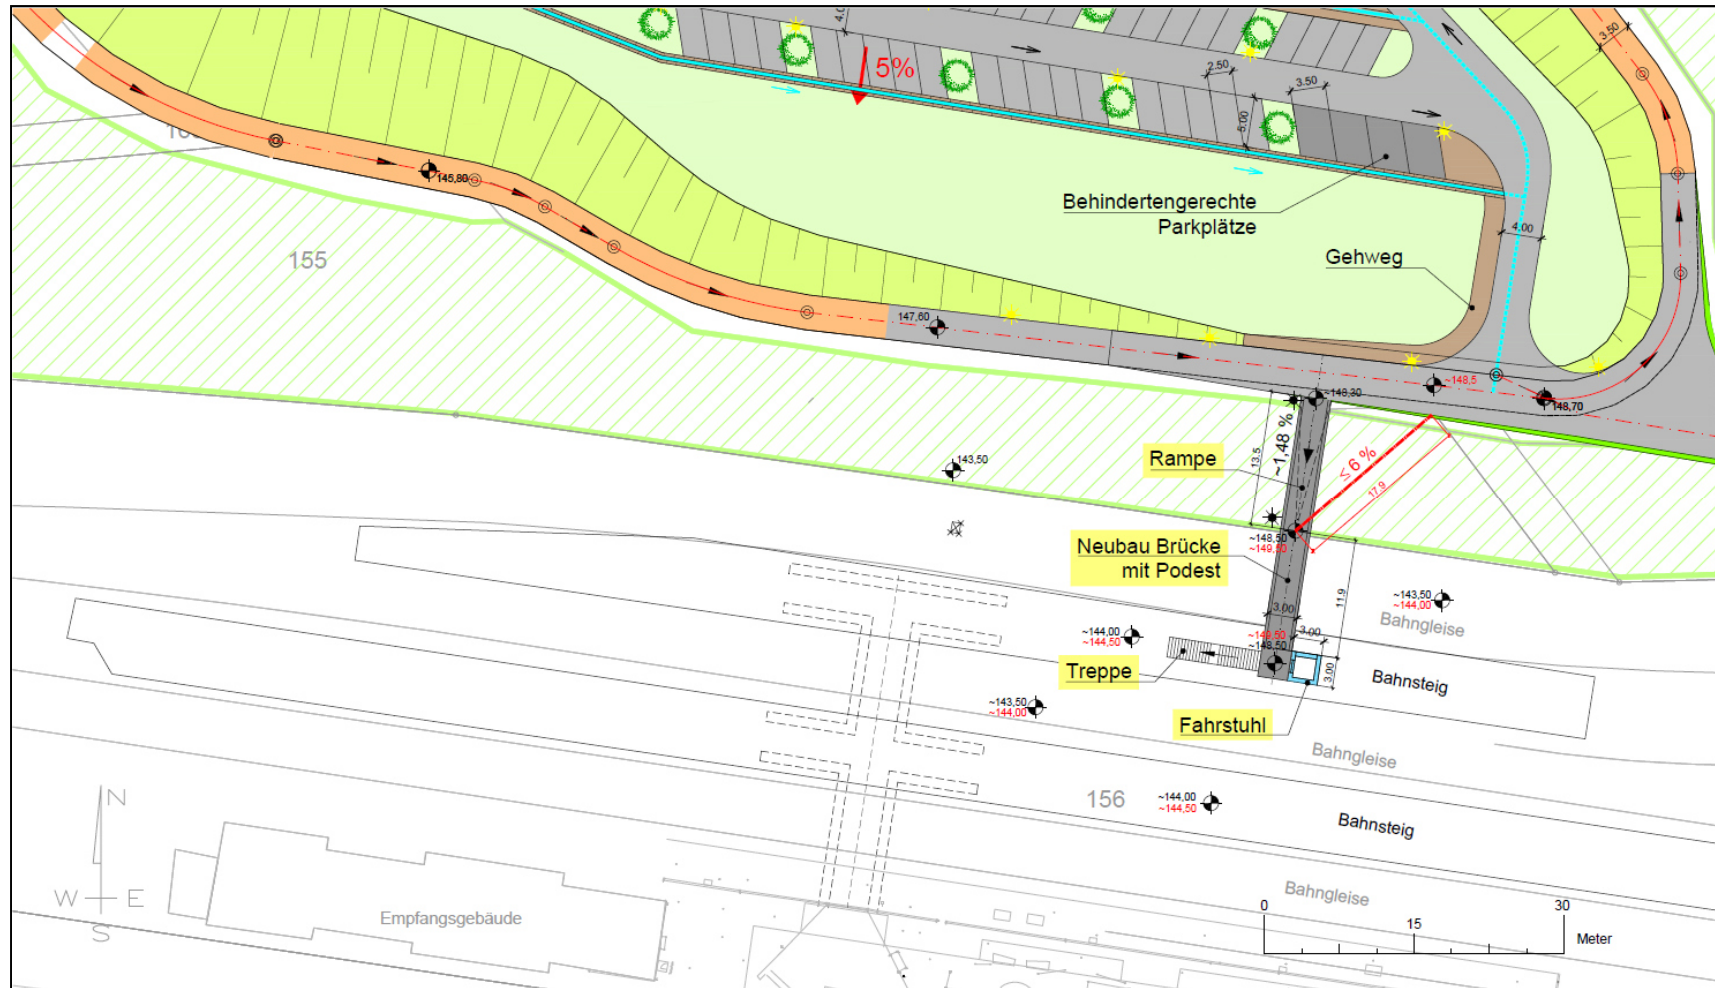 4.0
3.50
5%
2.50
3.50
5.00
145,80
155
Behindertengerechte
Parkplätze
4.00
Gehweg
147,60
~148,5
~148,30
148,70
~1,48 %
13,5
≤ 6 %
17,9
Rampe
143,50
Neubau Brücke
mit Podest
~148,50
~149,50
11,9
~143,50
~144,00
Bahngleise
3,00
~144,00
~144,50
~149,50
~148,50
3,00
3,00
Treppe
Bahnsteig
~143,50
~144,00
Fahrstuhl
Bahngleise
156
~144,00
~144,50
Bahnsteig
N
W
E
S
Empfangsgebäude
Bahngleise
0
15
30
Meter